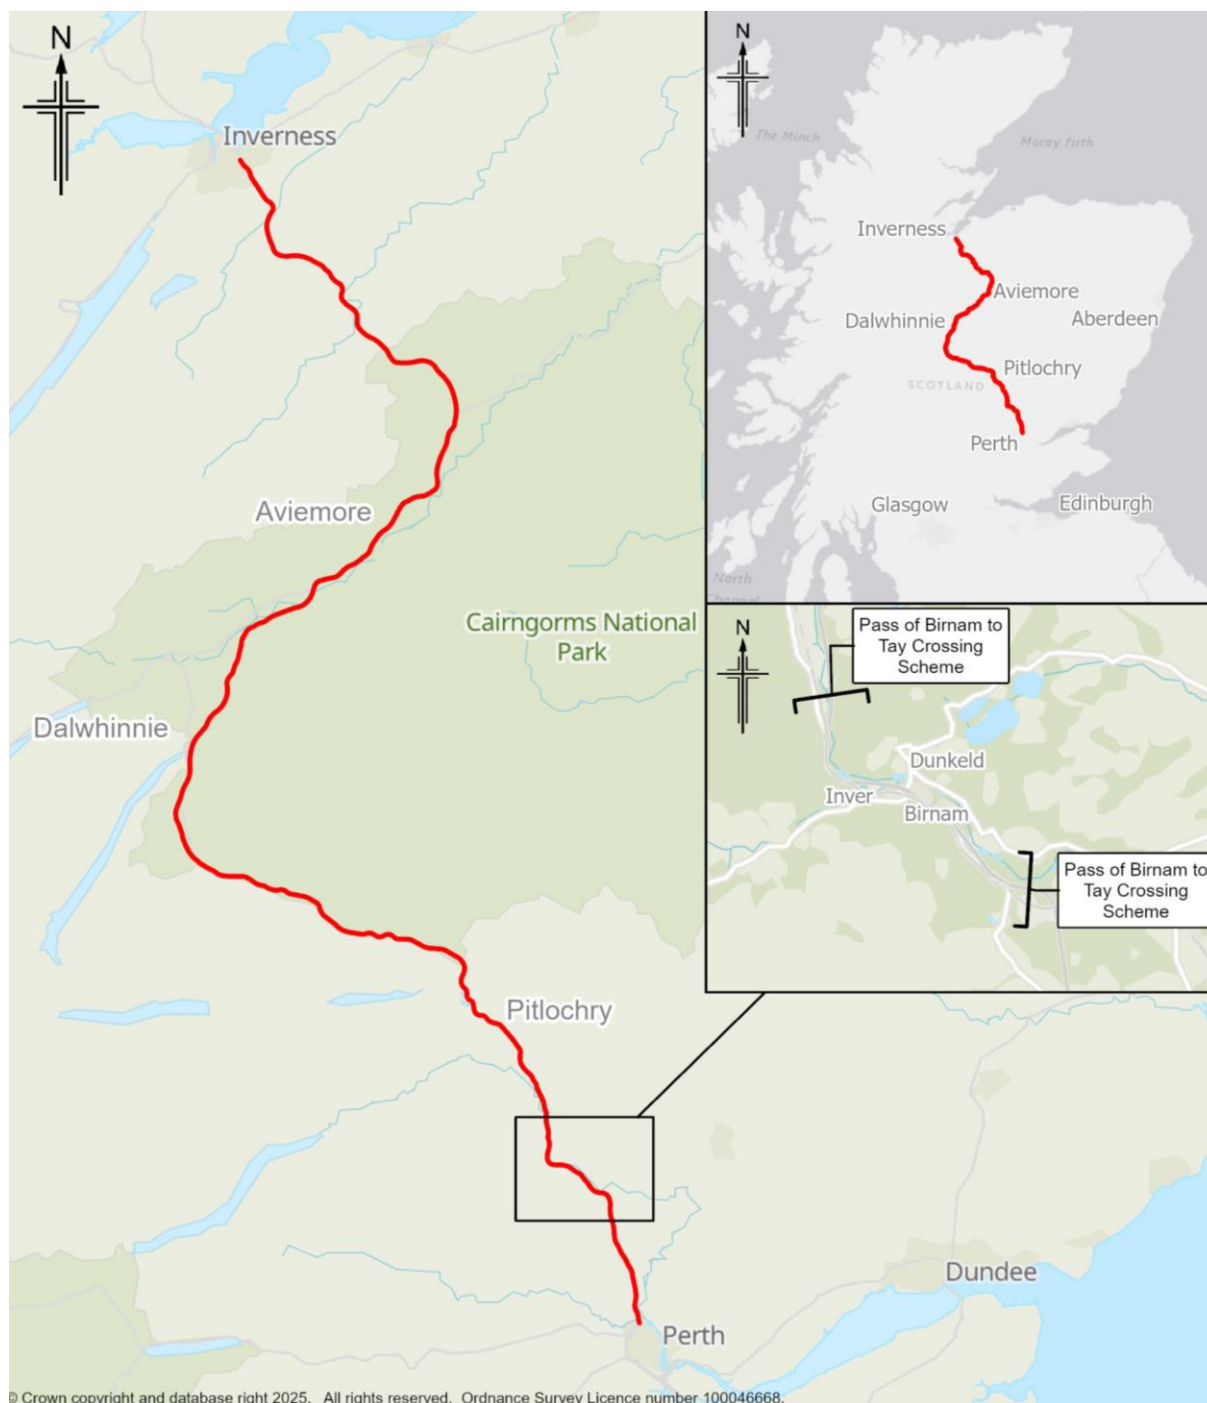 N
Inverness
Aviemore
Cairngorms National
Park
Dalwhinnie
Pitlochry
Dundee
Perth
© Crown copyright and database right 2025. All rights reserved. Ordnance Survey Licence number 100046668.
N
The Minch
Moray Firth
Inverness
Aviemore
Dalwhinnie
Aberdeen
Pitlochry
SCOTLAND
Perth
Glasgow
Edinburgh
North
Channel
N
Pass of Birnam to
Tay Crossing
Scheme
Dunkeld
Inver
Birnam
Pass of Birnam to
Tay Crossing
Scheme